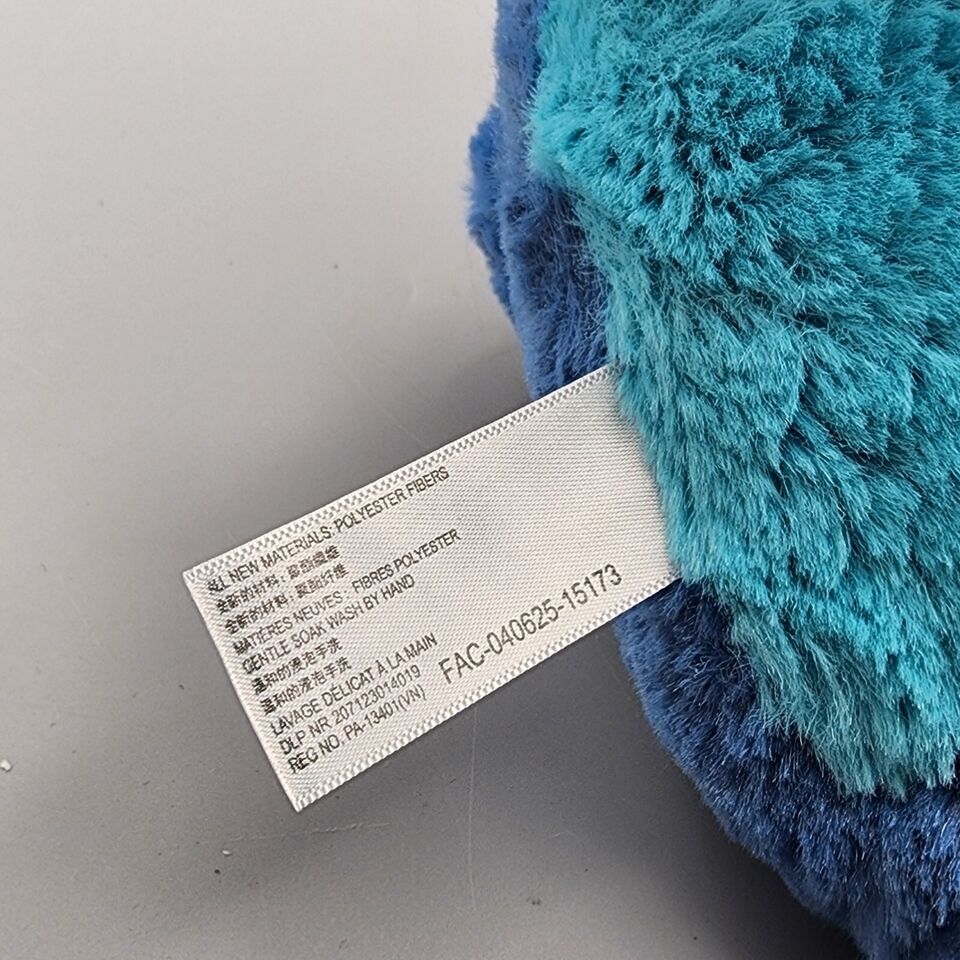 ALL NEW MATERIALS: POLYESTER FIBERS
全新的材料：聚酯纖維
全新的材料：聚酯纤维
MATIÈRES NEUVES : FIBRES POLYESTER
GENTLE SOAK WASH BY HAND
溫和的浸泡手洗
温和的浸泡手洗
LAVAGE DÉLICAT À LA MAIN
DLP NR 207123014019
REG NO. PA-13401(VN)
FAC-040625-15173